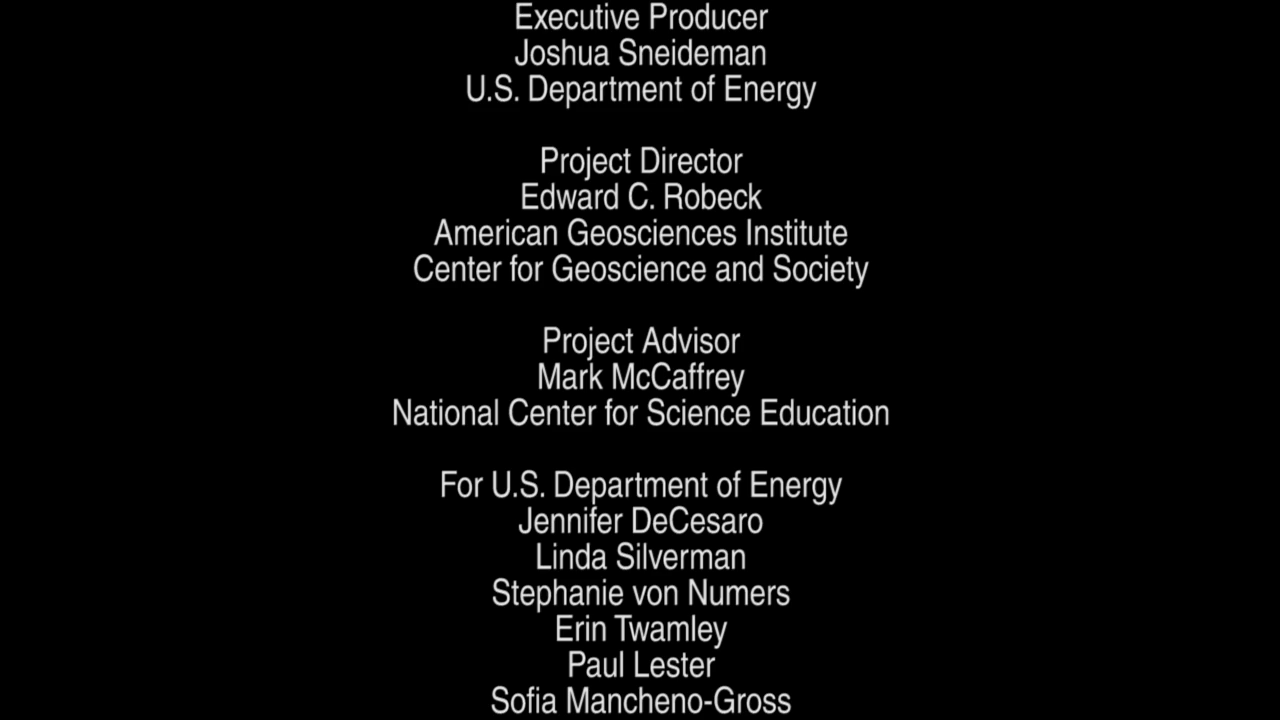 Executive Producer
Joshua Sneideman
U.S. Department of Energy
Project Director
Edward C. Robeck
American Geosciences Institute
Center for Geoscience and Society
Project Advisor
Mark McCaffrey
National Center for Science Education
For U.S. Department of Energy
Jennifer DeCesaro
Linda Silverman
Stephanie von Numers
Erin Twamley
Paul Lester
Sofia Mancheno-Gross